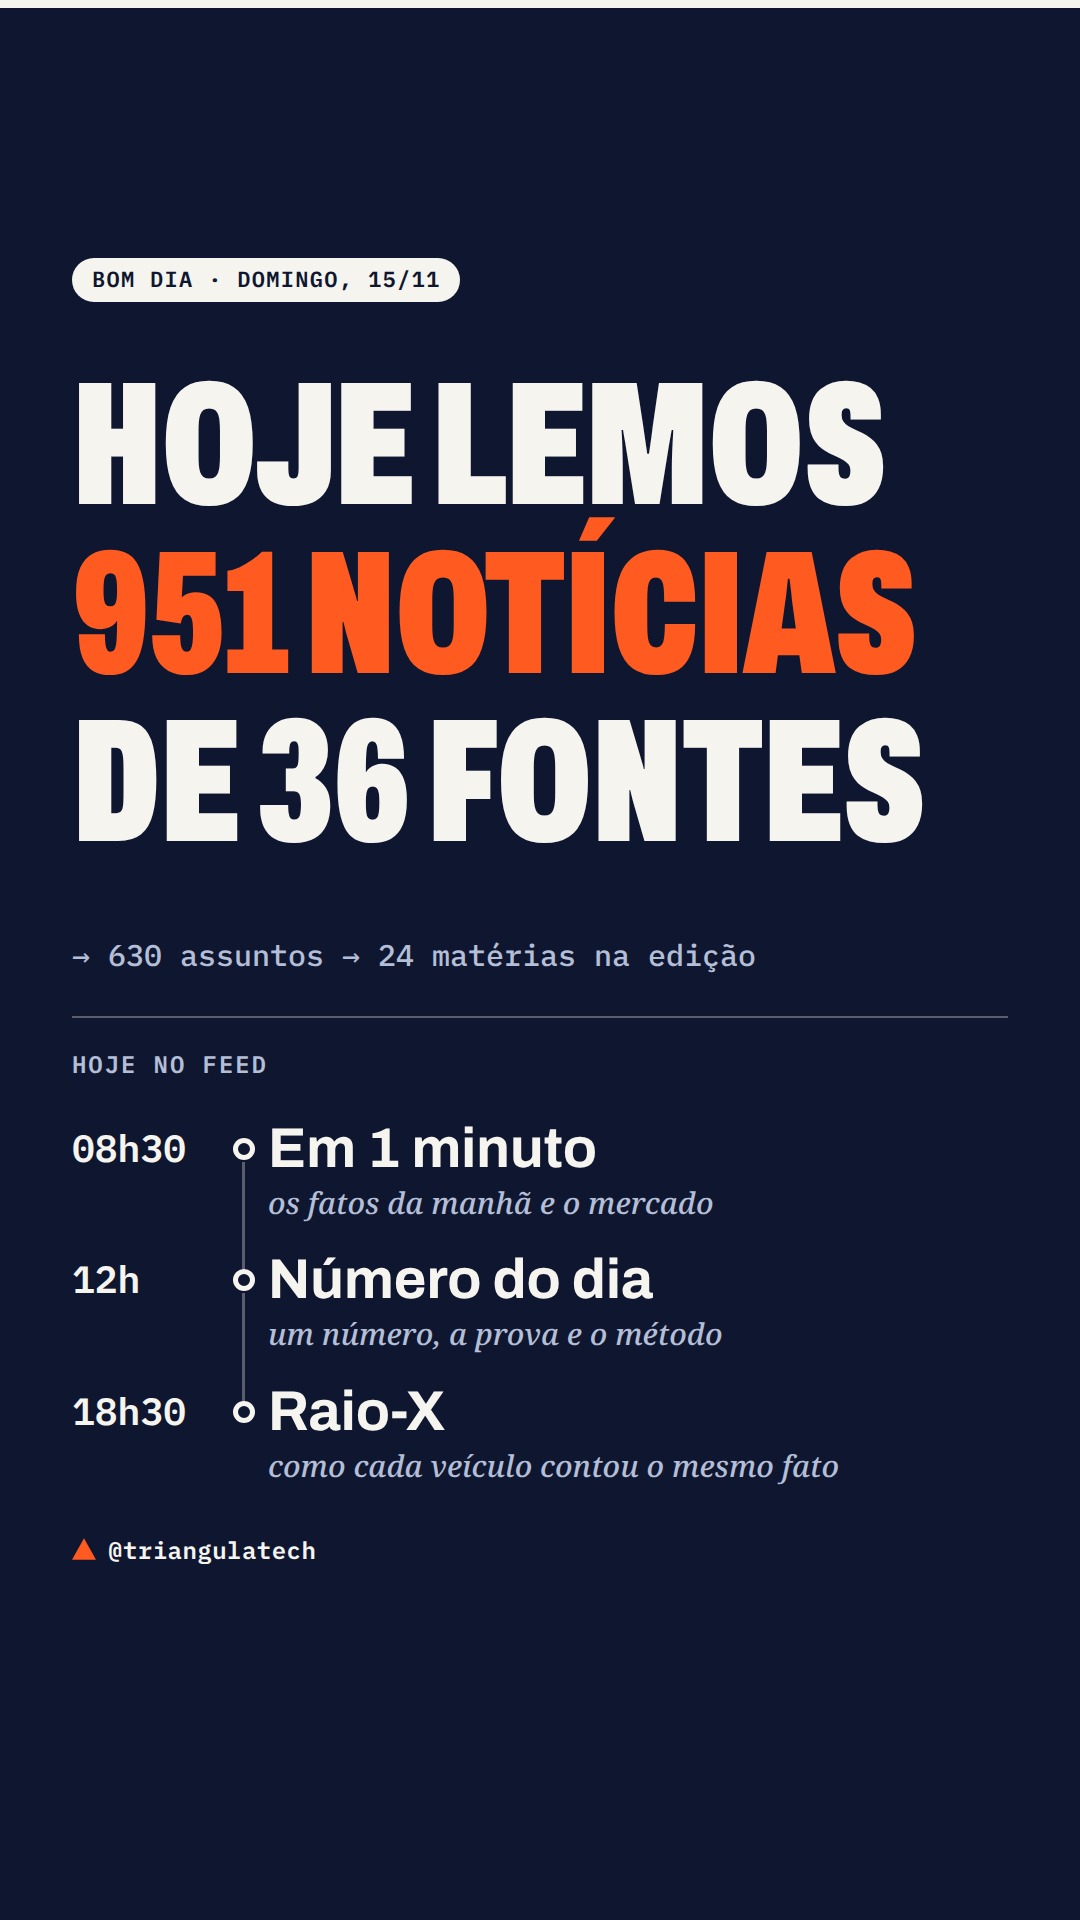 BOM DIA · DOMINGO, 15/11
HOJE LEMOS
951 NOTÍCIAS
DE 36 FONTES
→ 630 assuntos → 24 matérias na edição
HOJE NO FEED
08h30 Em 1 minuto
os fatos da manhã e o mercado
12h Número do dia
um número, a prova e o método
18h30 Raio-X
como cada veículo contou o mesmo fato
@triangulatech